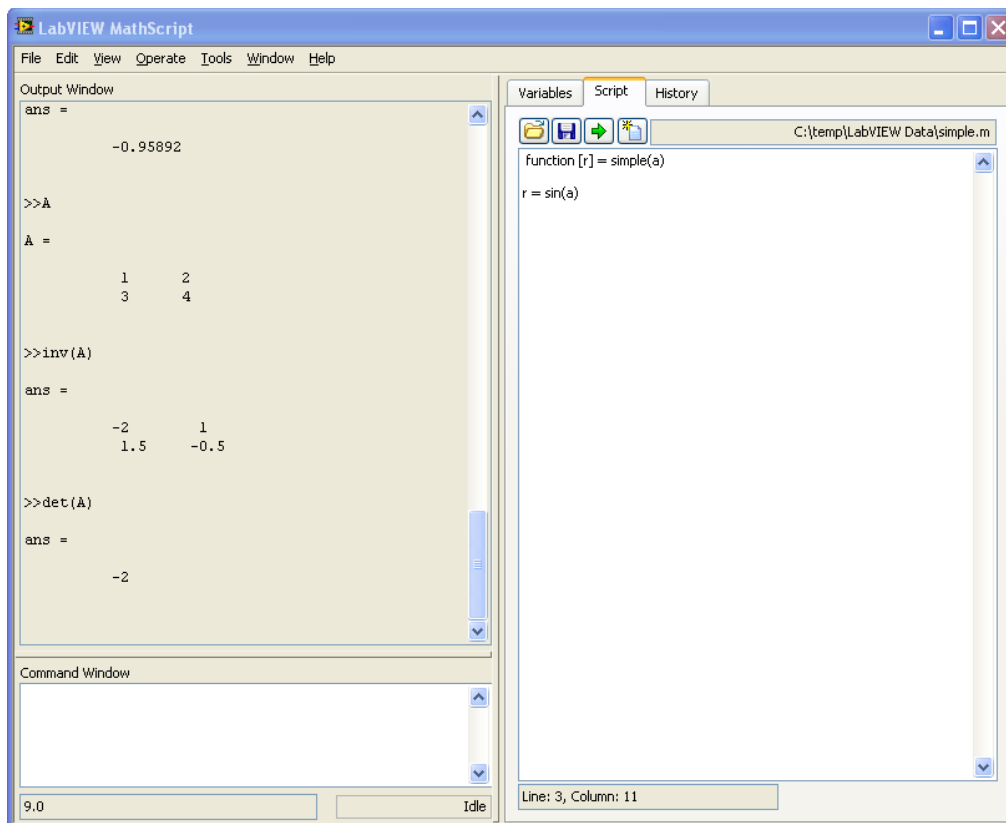 LabVIEW MathScript
File Edit View Operate Tools Window Help
Output Window
ans =
-0.95892
>>A
A =
1 2
3 4
>>inv(A)
ans =
-2 1
1.5 -0.5
>>det(A)
ans =
-2
Command Window
9.0 Idle
Variables Script History
C:\temp\LabVIEW Data\simple.m
function [r] = simple(a)
r = sin(a)
Line: 3, Column: 11